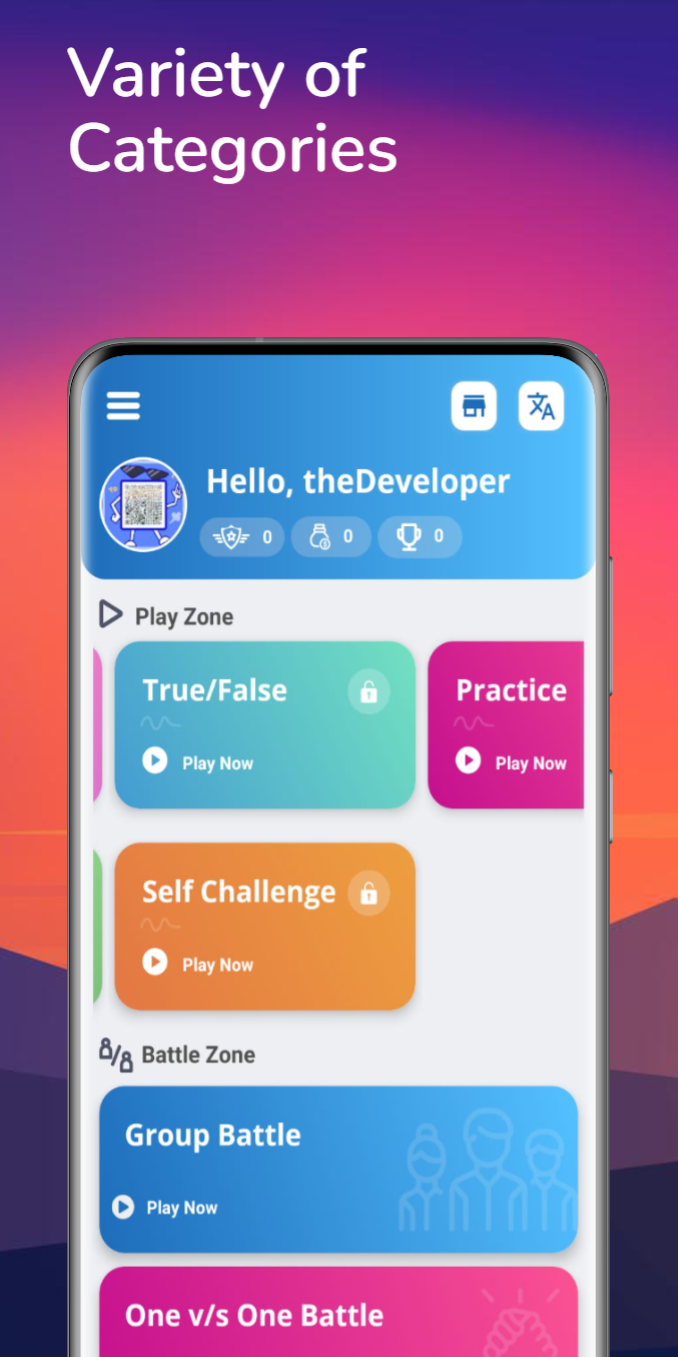 Variety of
Categories
Hello, theDeveloper
0 0 0
Play Zone
True/False
Play Now
Practice
Play Now
Self Challenge
Play Now
Battle Zone
Group Battle
Play Now
One v/s One Battle